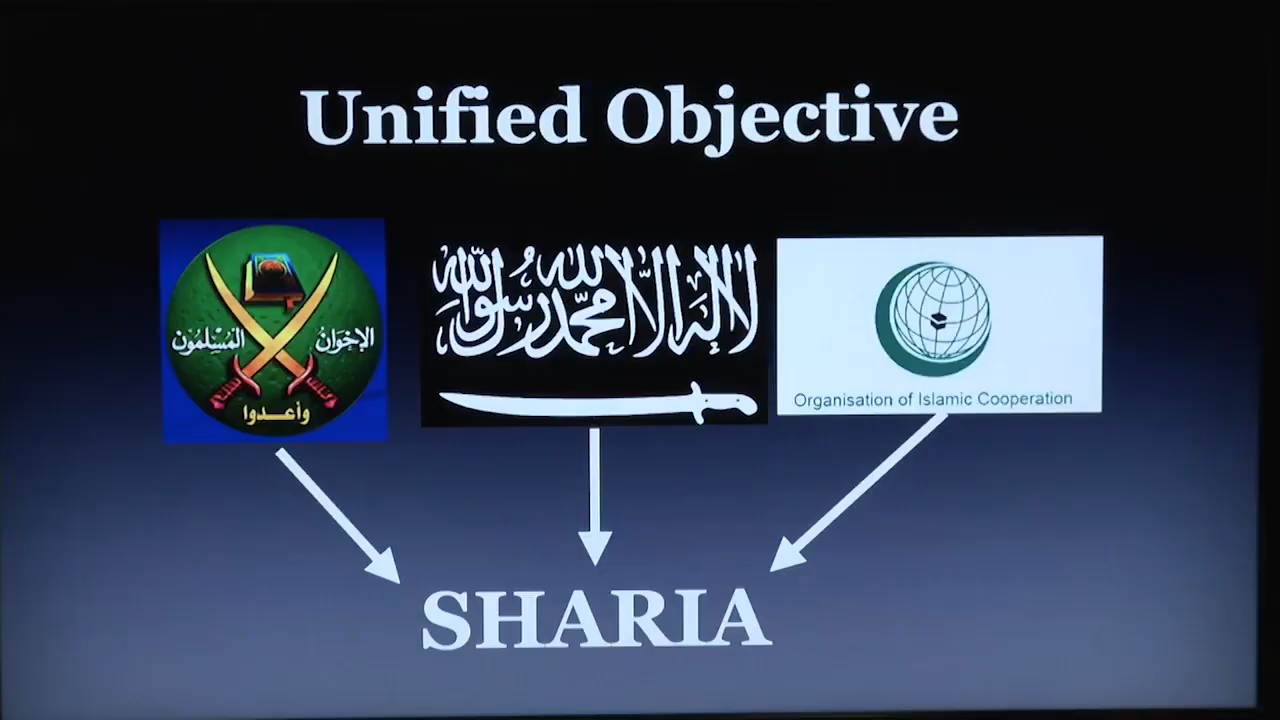 Unified Objective
الإخوان المسلمون
وأعدوا
لا إله إلا الله محمد رسول الله
Organisation of Islamic Cooperation
SHARIA